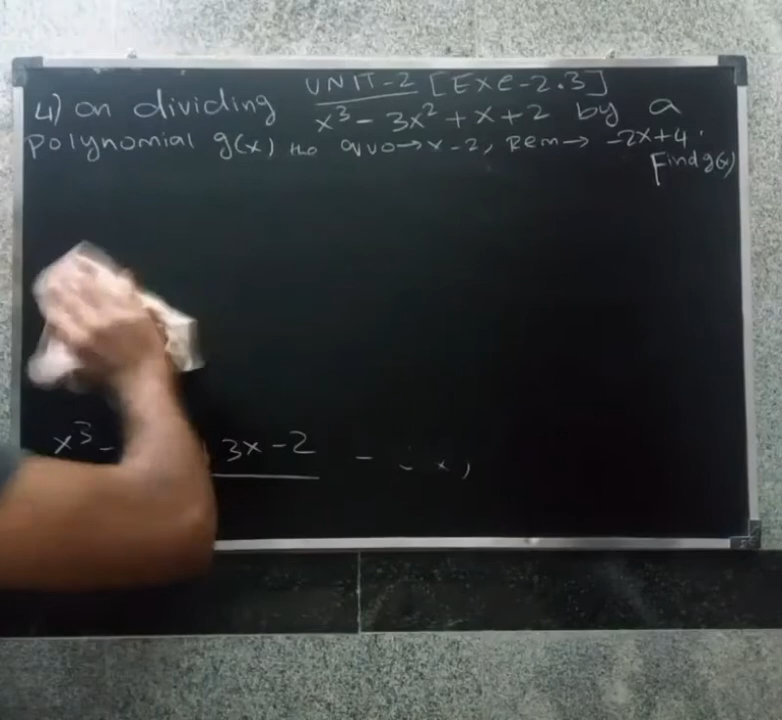 UNIT-2 [Exe-2.3]
4) on dividing x³ - 3x² + x + 2 by a
polynomial g(x) the quo→x-2, Rem→ -2x+4.
Find g(x)
x³ - 3x - 2